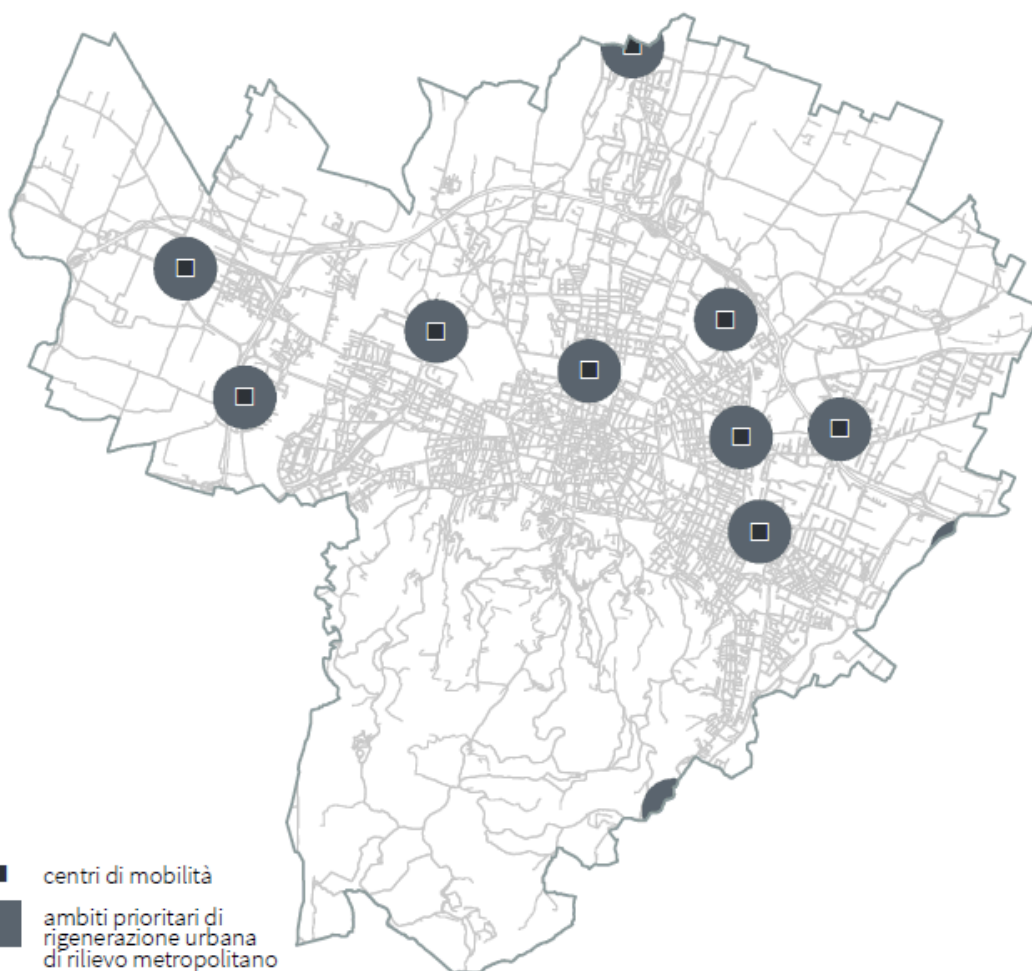 centri di mobilità
ambiti prioritari di
rigenerazione urbana
di rilievo metropolitano